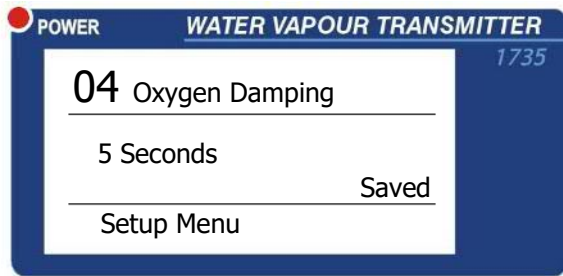 POWER WATER VAPOUR TRANSMITTER
1735
04 Oxygen Damping
5 Seconds
Saved
Setup Menu